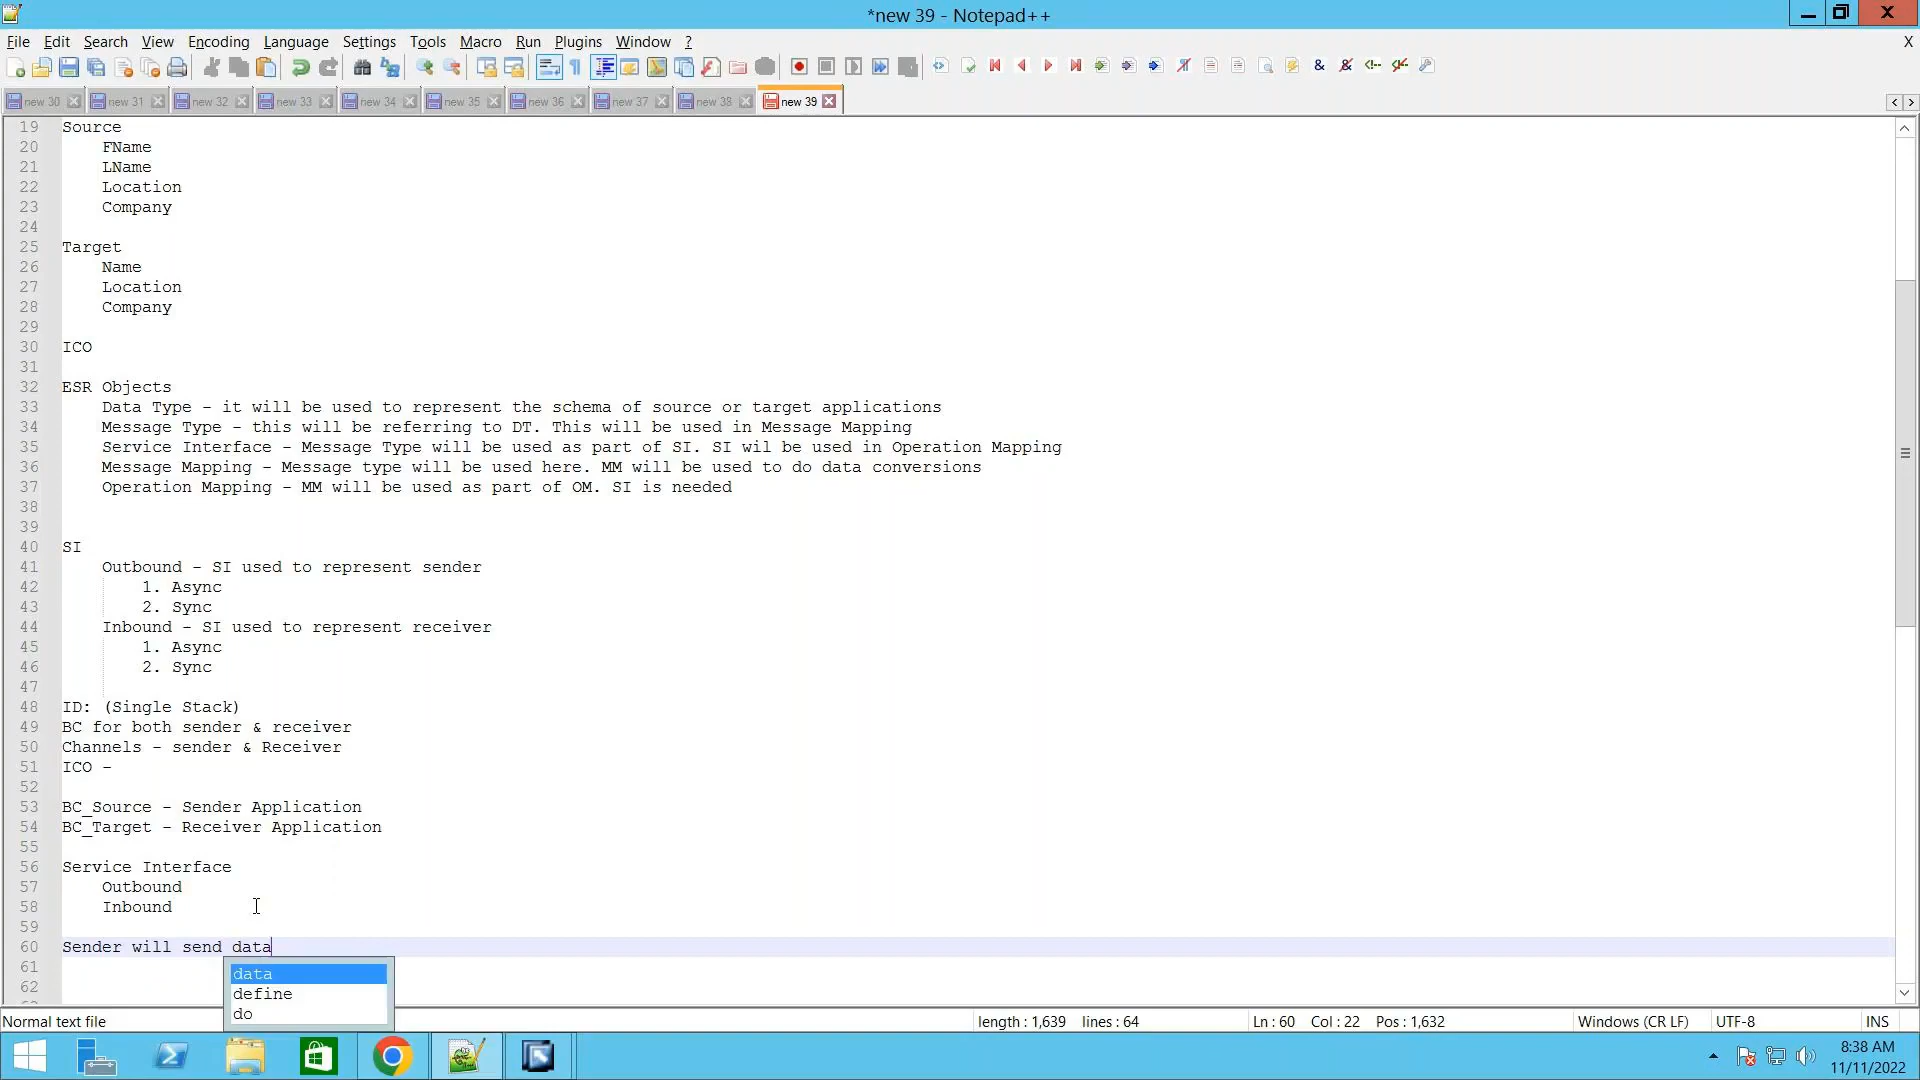 *new 39 - Notepad++
File Edit Search View Encoding Language Settings Tools Macro Run Plugins Window ? X
new 30 new 31 new 32 new 33 new 34 new 35 new 36 new 37 new 38 new 39
19 Source
20 FName
21 LName
22 Location
23 Company
24
25 Target
26 Name
27 Location
28 Company
29
30 ICO
31
32 ESR Objects
33 Data Type - it will be used to represent the schema of source or target applications
34 Message Type - this will be referring to DT. This will be used in Message Mapping
35 Service Interface - Message Type will be used as part of SI. SI wil be used in Operation Mapping
36 Message Mapping - Message type will be used here. MM will be used to do data conversions
37 Operation Mapping - MM will be used as part of OM. SI is needed
38
39
40 SI
41 Outbound - SI used to represent sender
42 1. Async
43 2. Sync
44 Inbound - SI used to represent receiver
45 1. Async
46 2. Sync
47
48 ID: (Single Stack)
49 BC for both sender & receiver
50 Channels - sender & Receiver
51 ICO -
52
53 BC_Source - Sender Application
54 BC_Target - Receiver Application
55
56 Service Interface
57 Outbound
58 Inbound
59
60 Sender will send data
61
62
data
define
do
Normal text file length : 1,639 lines : 64 Ln : 60 Col : 22 Pos : 1,632 Windows (CR LF) UTF-8 INS
8:38 AM
11/11/2022